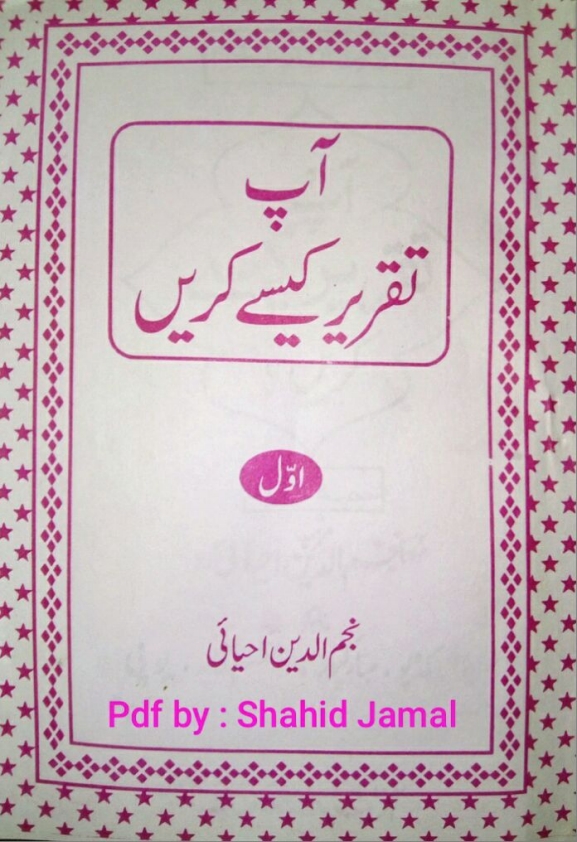 آپ
تقریر کیسے کریں
اوّل
نجم الدین احیائی
Pdf by : Shahid Jamal